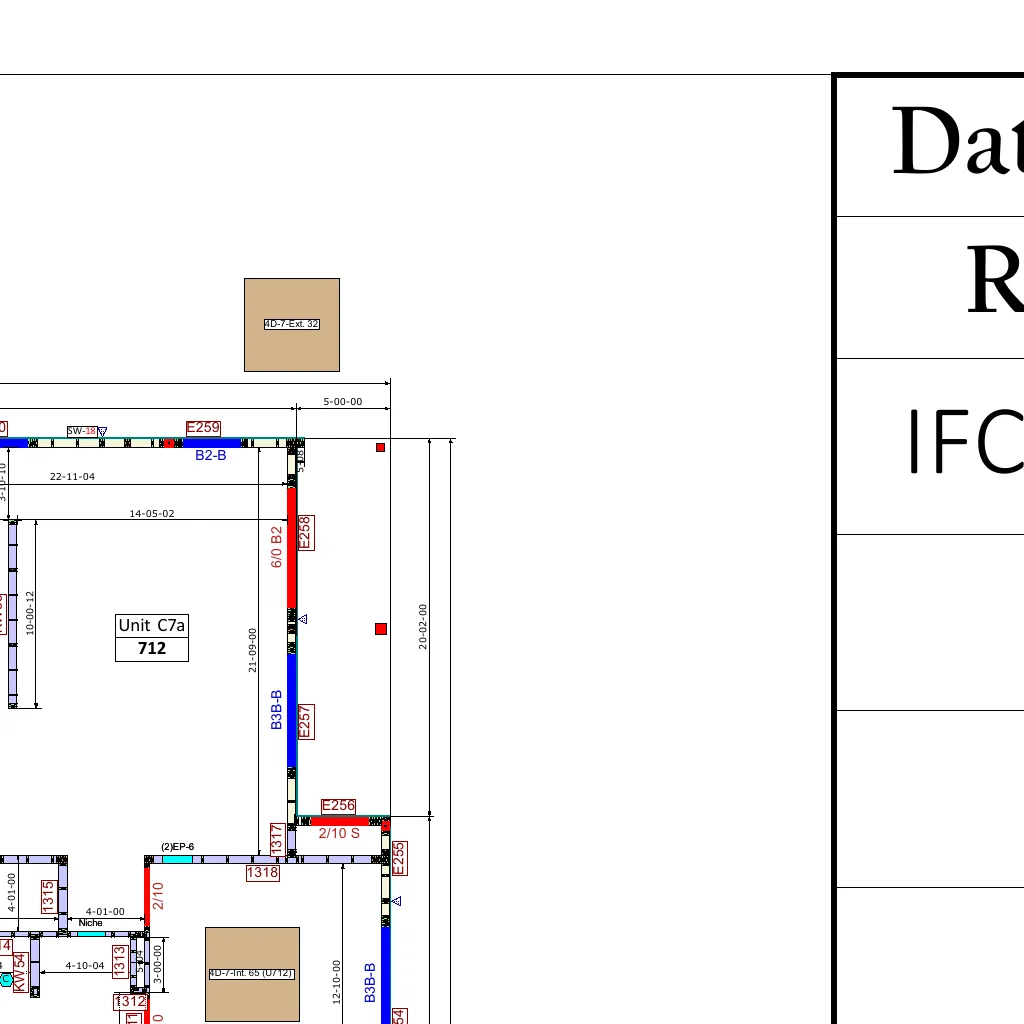 4D-7-Ext. 32
5-00-00
SW-18
E259
B2-B
22-11-04
3-10-10
14-05-02
6/0 B2
E258
10-00-12
Unit C7a
712
21-09-00
20-02-00
B3B-B
E257
E256
2/10 S
1317
(2)EP-6
1318
E255
4-01-00
1315
2/10
4-01-00
Niche
KW54
4-10-04
1313
3-00-00
4D-7-Int. 65 (U712)
12-10-00
B3B-B
1312
IFC